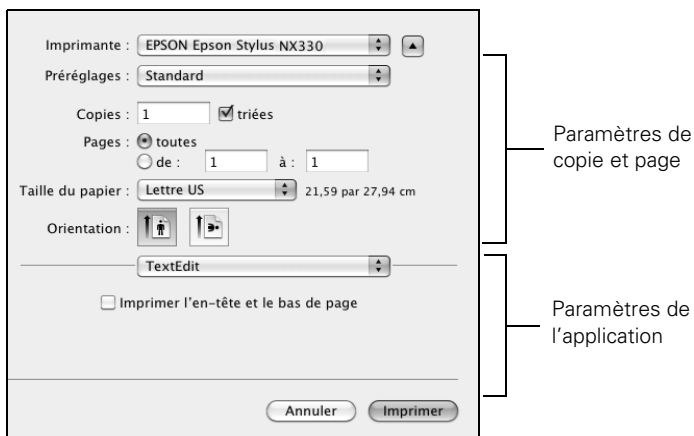 Imprimante : EPSON Epson Stylus NX330
Préréglages : Standard
Copies : 1 triées
Pages : toutes
de : 1 à : 1
Paramètres de
copie et page
Taille du papier : Lettre US 21,59 par 27,94 cm
Orientation :
TextEdit
Imprimer l'en-tête et le bas de page
Paramètres de
l'application
Annuler Imprimer